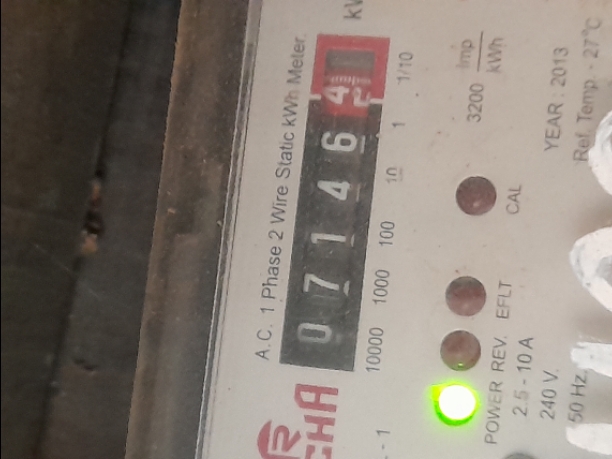 A.C. 1 Phase 2 Wire Static kWh Meter.
0 7 1 4 6 4
10000 1000 100 10 1 1/10
CAL
EFLT
REV.
POWER
3200 imp/kWh
2.5 - 10 A
240 V.
50 Hz
YEAR : 2013
Ref. Temp. - 27°C